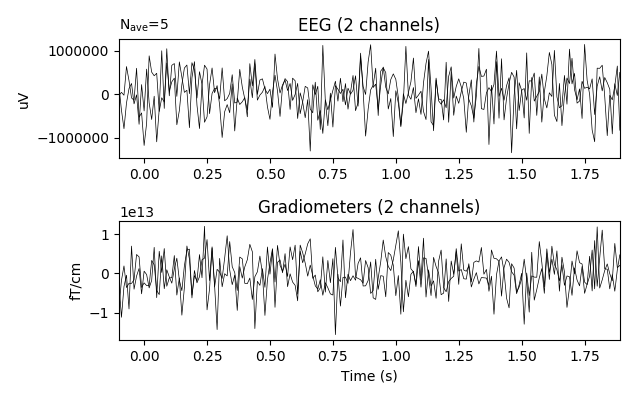 N_ave=5
EEG (2 channels)
1000000
0
−1000000
uV
0.00 0.25 0.50 0.75 1.00 1.25 1.50 1.75
1e13
Gradiometers (2 channels)
1
0
−1
fT/cm
0.00 0.25 0.50 0.75 1.00 1.25 1.50 1.75
Time (s)